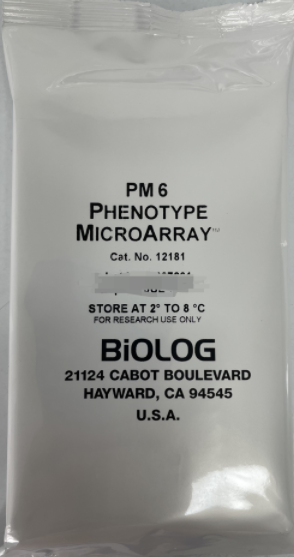 PM 6
PHENOTYPE
MICROARRAY™
Cat. No. 12181
STORE AT 2° TO 8 °C
FOR RESEARCH USE ONLY
BiOLOG
21124 CABOT BOULEVARD
HAYWARD, CA 94545
U.S.A.